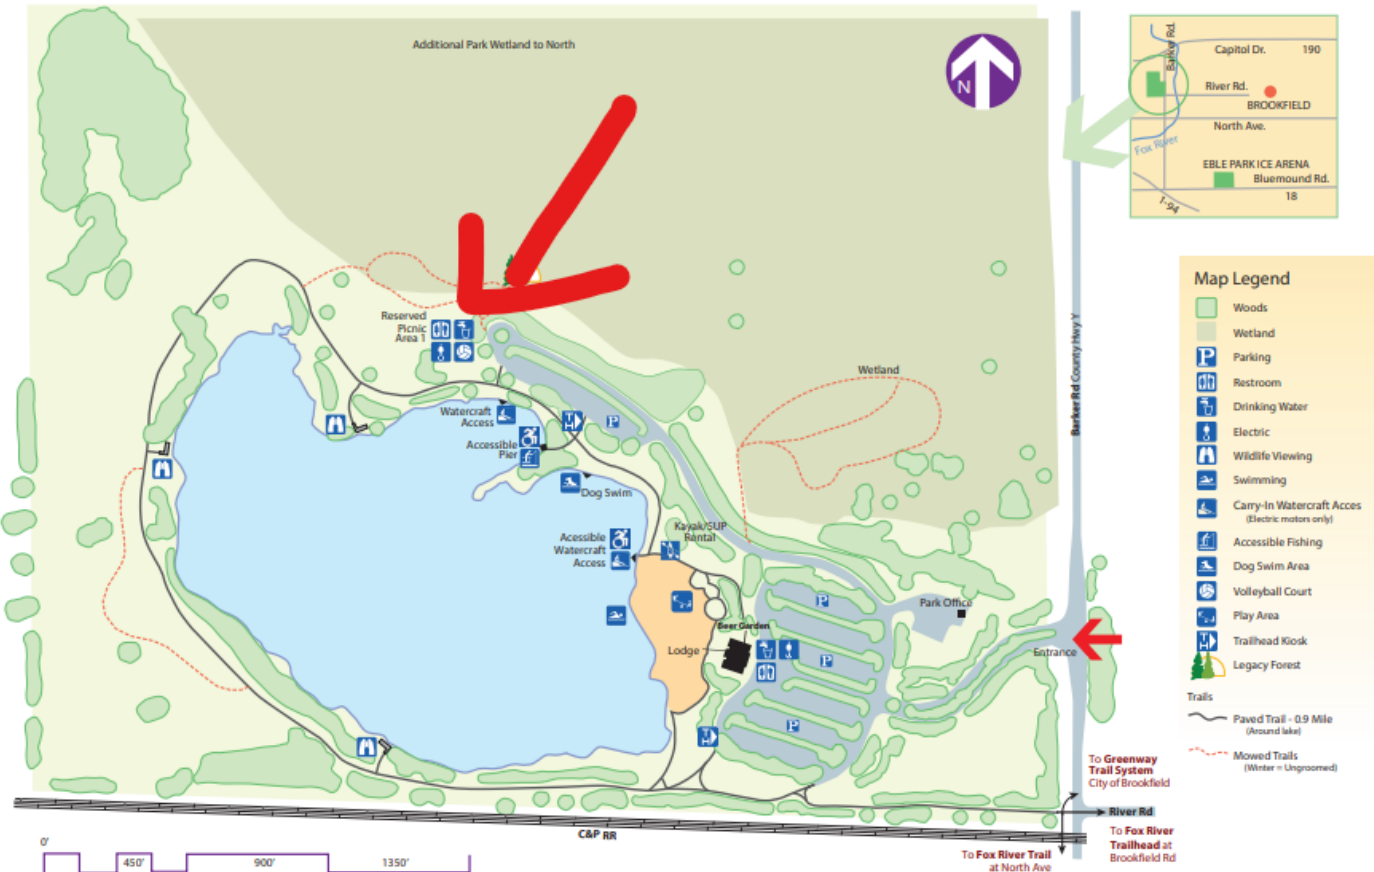 Additional Park Wetland to North
N
Barker Rd.
Capitol Dr.
190
River Rd.
BROOKFIELD
North Ave.
Fox River
EBLE PARK ICE ARENA
Bluemound Rd.
18
I-94
Reserved
Picnic
Area 1
Wetland
Barker Rd County Hwy Y
Watercraft
Access
TH
P
Accessible
Pier
Dog Swim
Kayak/SUP
Rental
Acessible
Watercraft
Access
P
Park Office
Beer Garden
Lodge
P
Entrance
P
TH
To Greenway
Trail System
City of Brookfield
River Rd
C&P RR
To Fox River Trail
at North Ave
To Fox River
Trailhead at
Brookfield Rd
0'
450'
900'
1350'
Map Legend
Woods
Wetland
P Parking
Restroom
Drinking Water
Electric
Wildlife Viewing
Swimming
Carry-In Watercraft Acces
(Electric motors only)
Accessible Fishing
Dog Swim Area
Volleyball Court
Play Area
TH Trailhead Kiosk
Legacy Forest
Trails
Paved Trail - 0.9 Mile
(Around lake)
Mowed Trails
(Winter = Ungroomed)